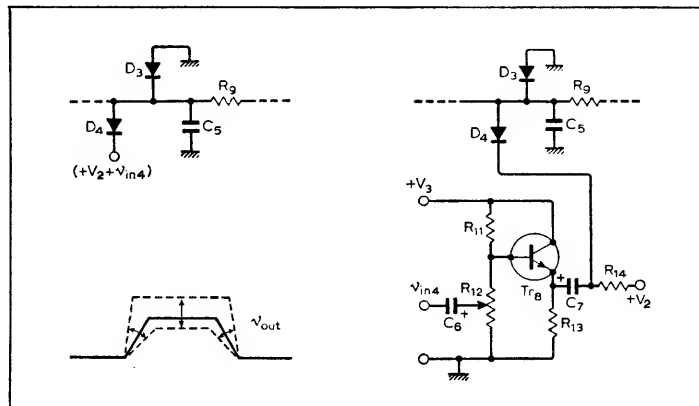 D3
R9
D4
C5
(+V2+vin4)
vout
D3
R9
D4
C5
+V3
R11
vin4
R12
Tr8
R14
C6
C7
+V2
R13
+
+